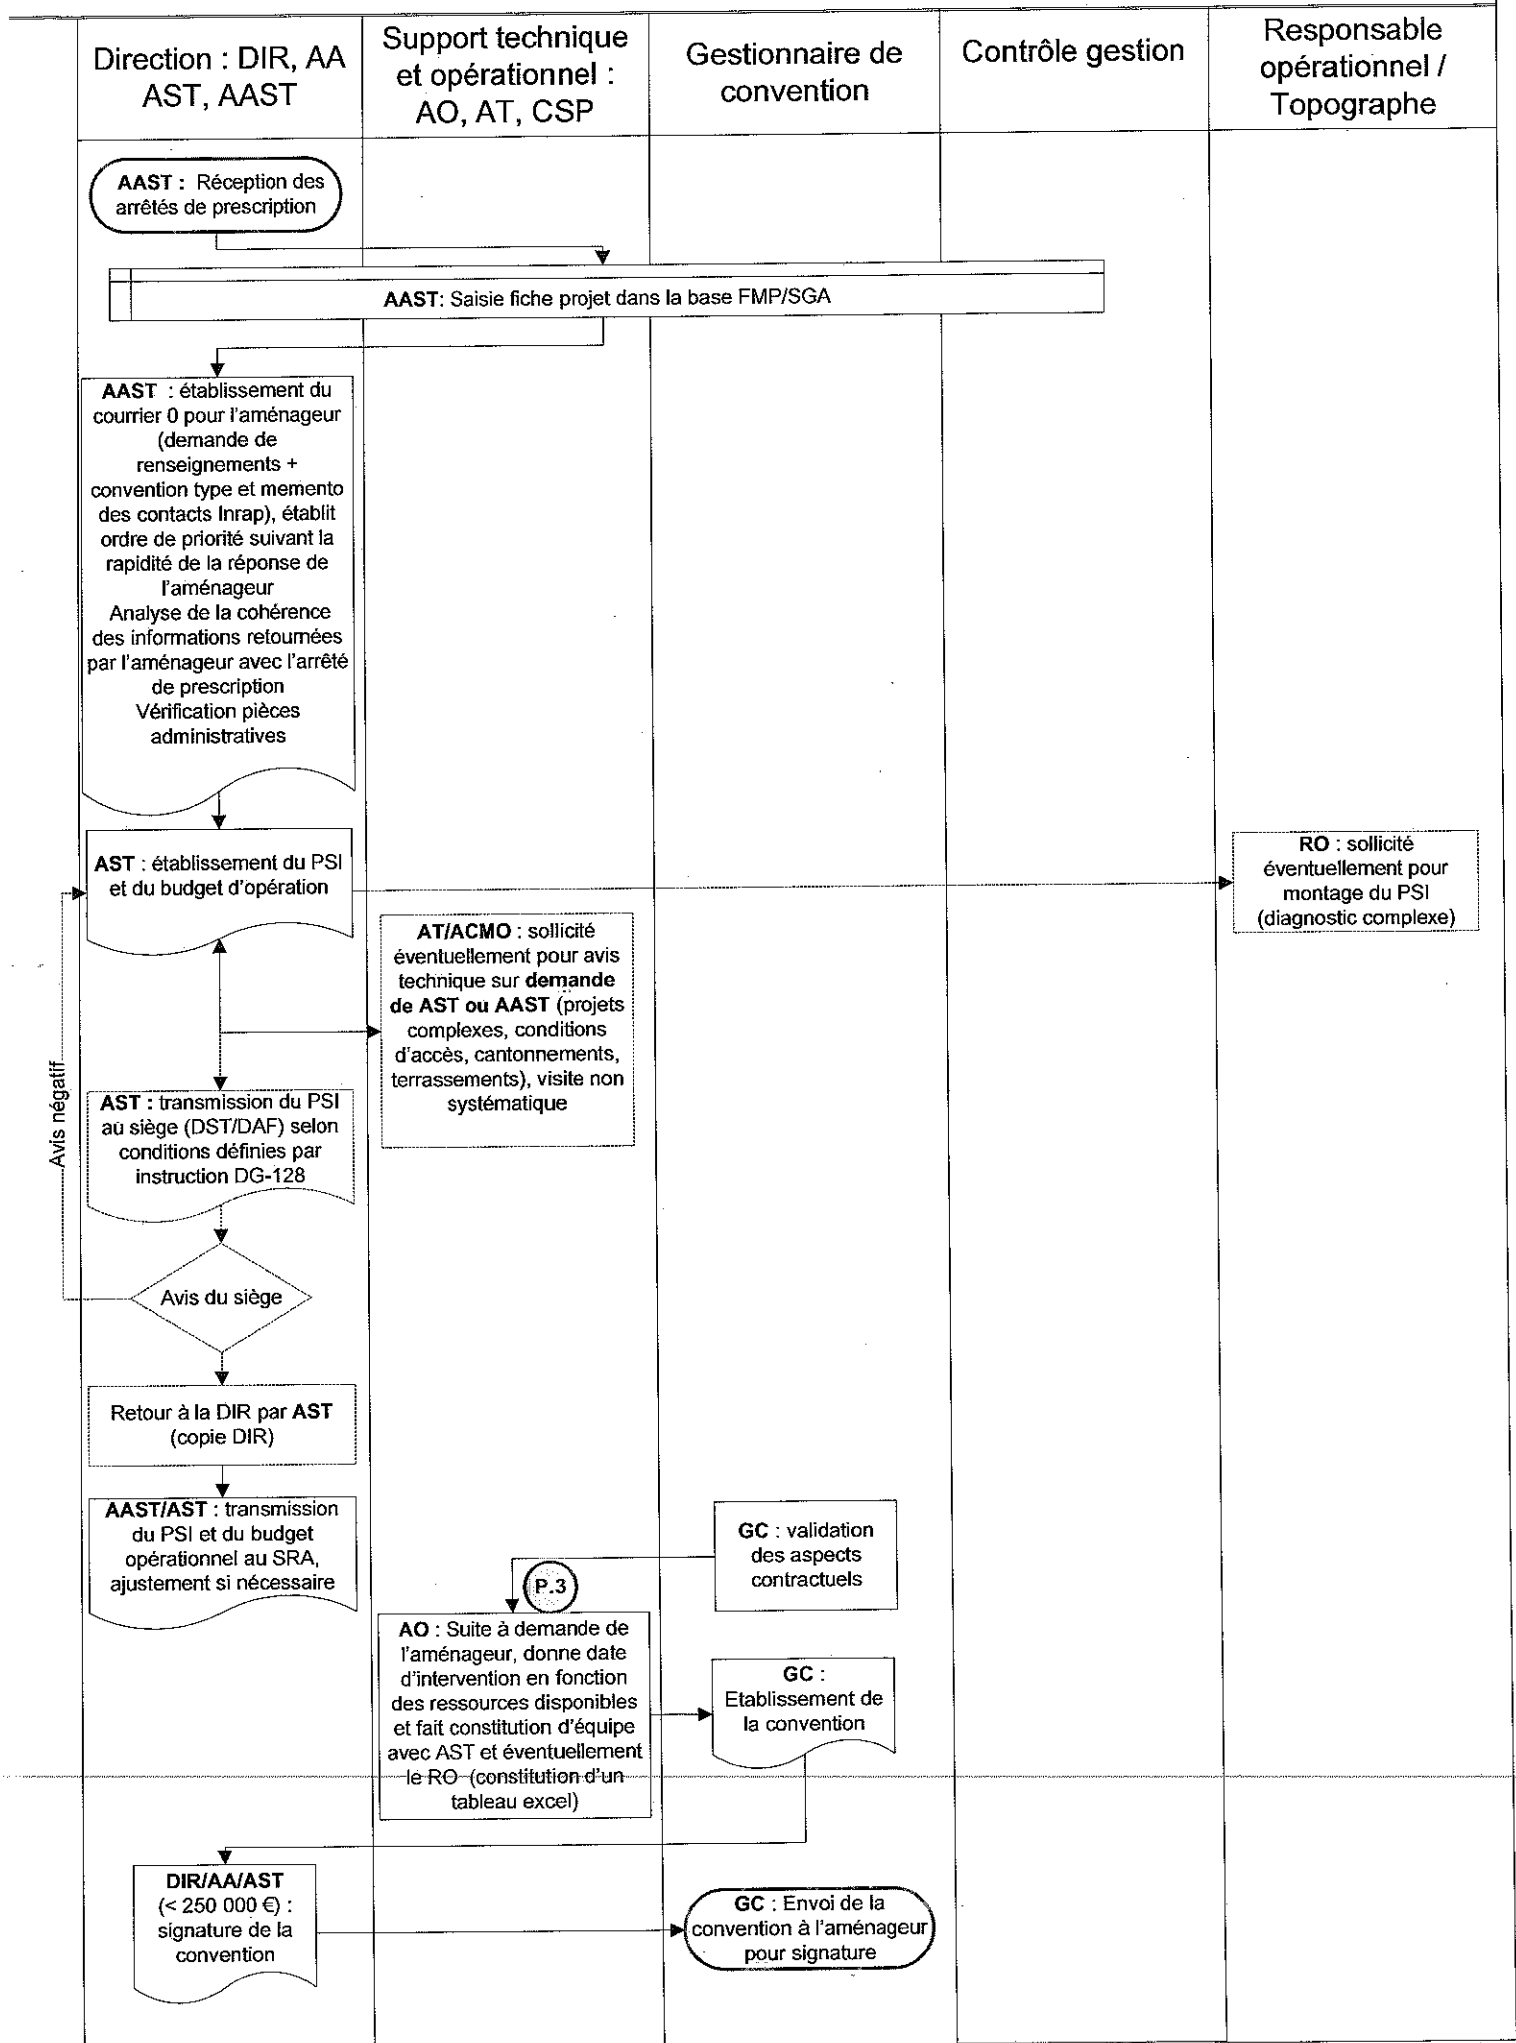 Direction : DIR, AA
AST, AAST
Support technique
et opérationnel :
AO, AT, CSP
Gestionnaire de
convention
Contrôle gestion
Responsable
opérationnel /
Topographe
AAST : Réception des
arrêtés de prescription
AAST: Saisie fiche projet dans la base FMP/SGA
AAST : établissement du
courrier 0 pour l'aménageur
(demande de
renseignements +
convention type et memento
des contacts Inrap), établit
ordre de priorité suivant la
rapidité de la réponse de
l'aménageur
Analyse de la cohérence
des informations retournées
par l'aménageur avec l'arrêté
de prescription
Vérification pièces
administratives
AST : établissement du PSI
et du budget d'opération
RO : sollicité
éventuellement pour
montage du PSI
(diagnostic complexe)
AT/ACMO : sollicité
éventuellement pour avis
technique sur demande
de AST ou AAST (projets
complexes, conditions
d'accès, cantonnements,
terrassements), visite non
systématique
Avis négatif
AST : transmission du PSI
au siège (DST/DAF) selon
conditions définies par
instruction DG-128
Avis du siège
Retour à la DIR par AST
(copie DIR)
AAST/AST : transmission
du PSI et du budget
opérationnel au SRA,
ajustement si nécessaire
GC : validation
des aspects
contractuels
P.3
AO : Suite à demande de
l'aménageur, donne date
d'intervention en fonction
des ressources disponibles
et fait constitution d'équipe
avec AST et éventuellement
le RO (constitution d'un
tableau excel)
GC :
Etablissement de
la convention
DIR/AA/AST
(< 250 000 €) :
signature de la
convention
GC : Envoi de la
convention à l'aménageur
pour signature